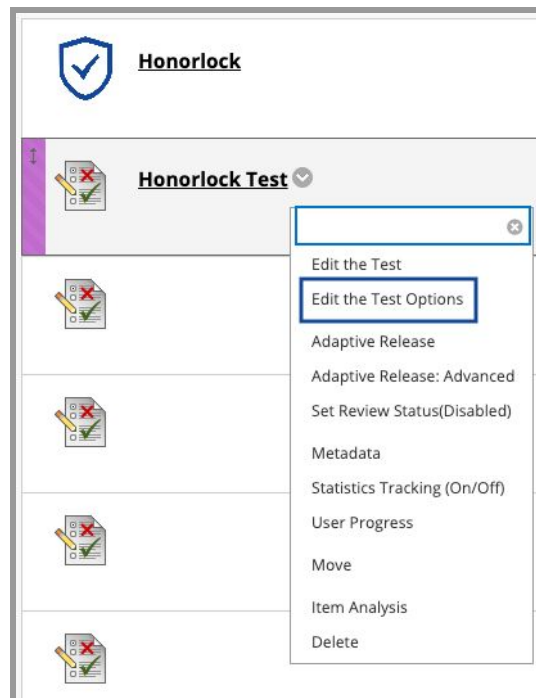 Honorlock
Honorlock Test
Edit the Test
Edit the Test Options
Adaptive Release
Adaptive Release: Advanced
Set Review Status(Disabled)
Metadata
Statistics Tracking (On/Off)
User Progress
Move
Item Analysis
Delete